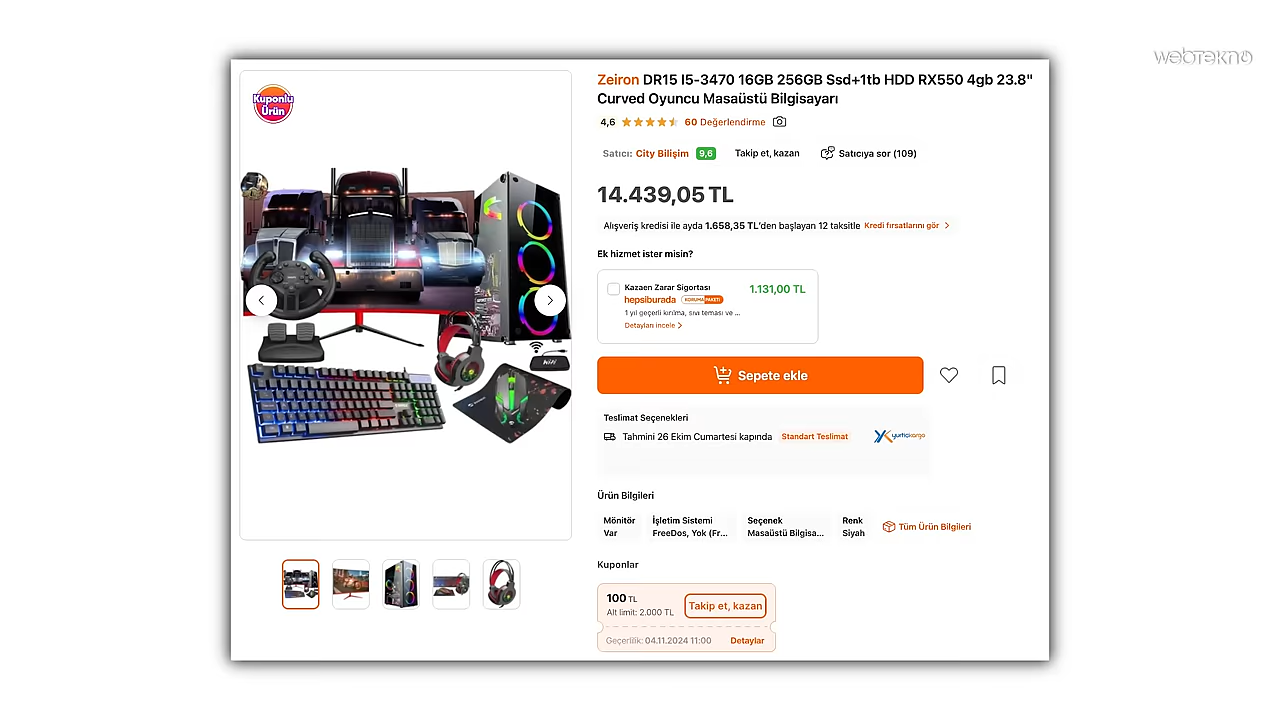 webtekno
Kuponlu
Ürün
Zeiron DR15 I5-3470 16GB 256GB Ssd+1tb HDD RX550 4gb 23.8"
Curved Oyuncu Masaüstü Bilgisayarı
4,6 60 Değerlendirme
Satıcı: City Bilişim 9,6 Takip et, kazan Satıcıya sor (109)
14.439,05 TL
Alışveriş kredisi ile ayda 1.658,35 TL'den başlayan 12 taksitle Kredi fırsatlarını gör
Ek hizmet ister misin?
Kazaen Zarar Sigortası 1.131,00 TL
hepsiburada KORUMA PAKETİ
1 yıl geçerli kırılma, sıvı teması ve ...
Detayları incele
Sepete ekle
Teslimat Seçenekleri
Tahmini 26 Ekim Cumartesi kapında Standart Teslimat yurtiçi kargo
Ürün Bilgileri
Mönitör İşletim Sistemi Seçenek Renk
Var FreeDos, Yok (Fr... Masaüstü Bilgisa... Siyah
Tüm Ürün Bilgileri
Kuponlar
100 TL
Alt limit: 2.000 TL
Takip et, kazan
Geçerlilik: 04.11.2024 11:00 Detaylar